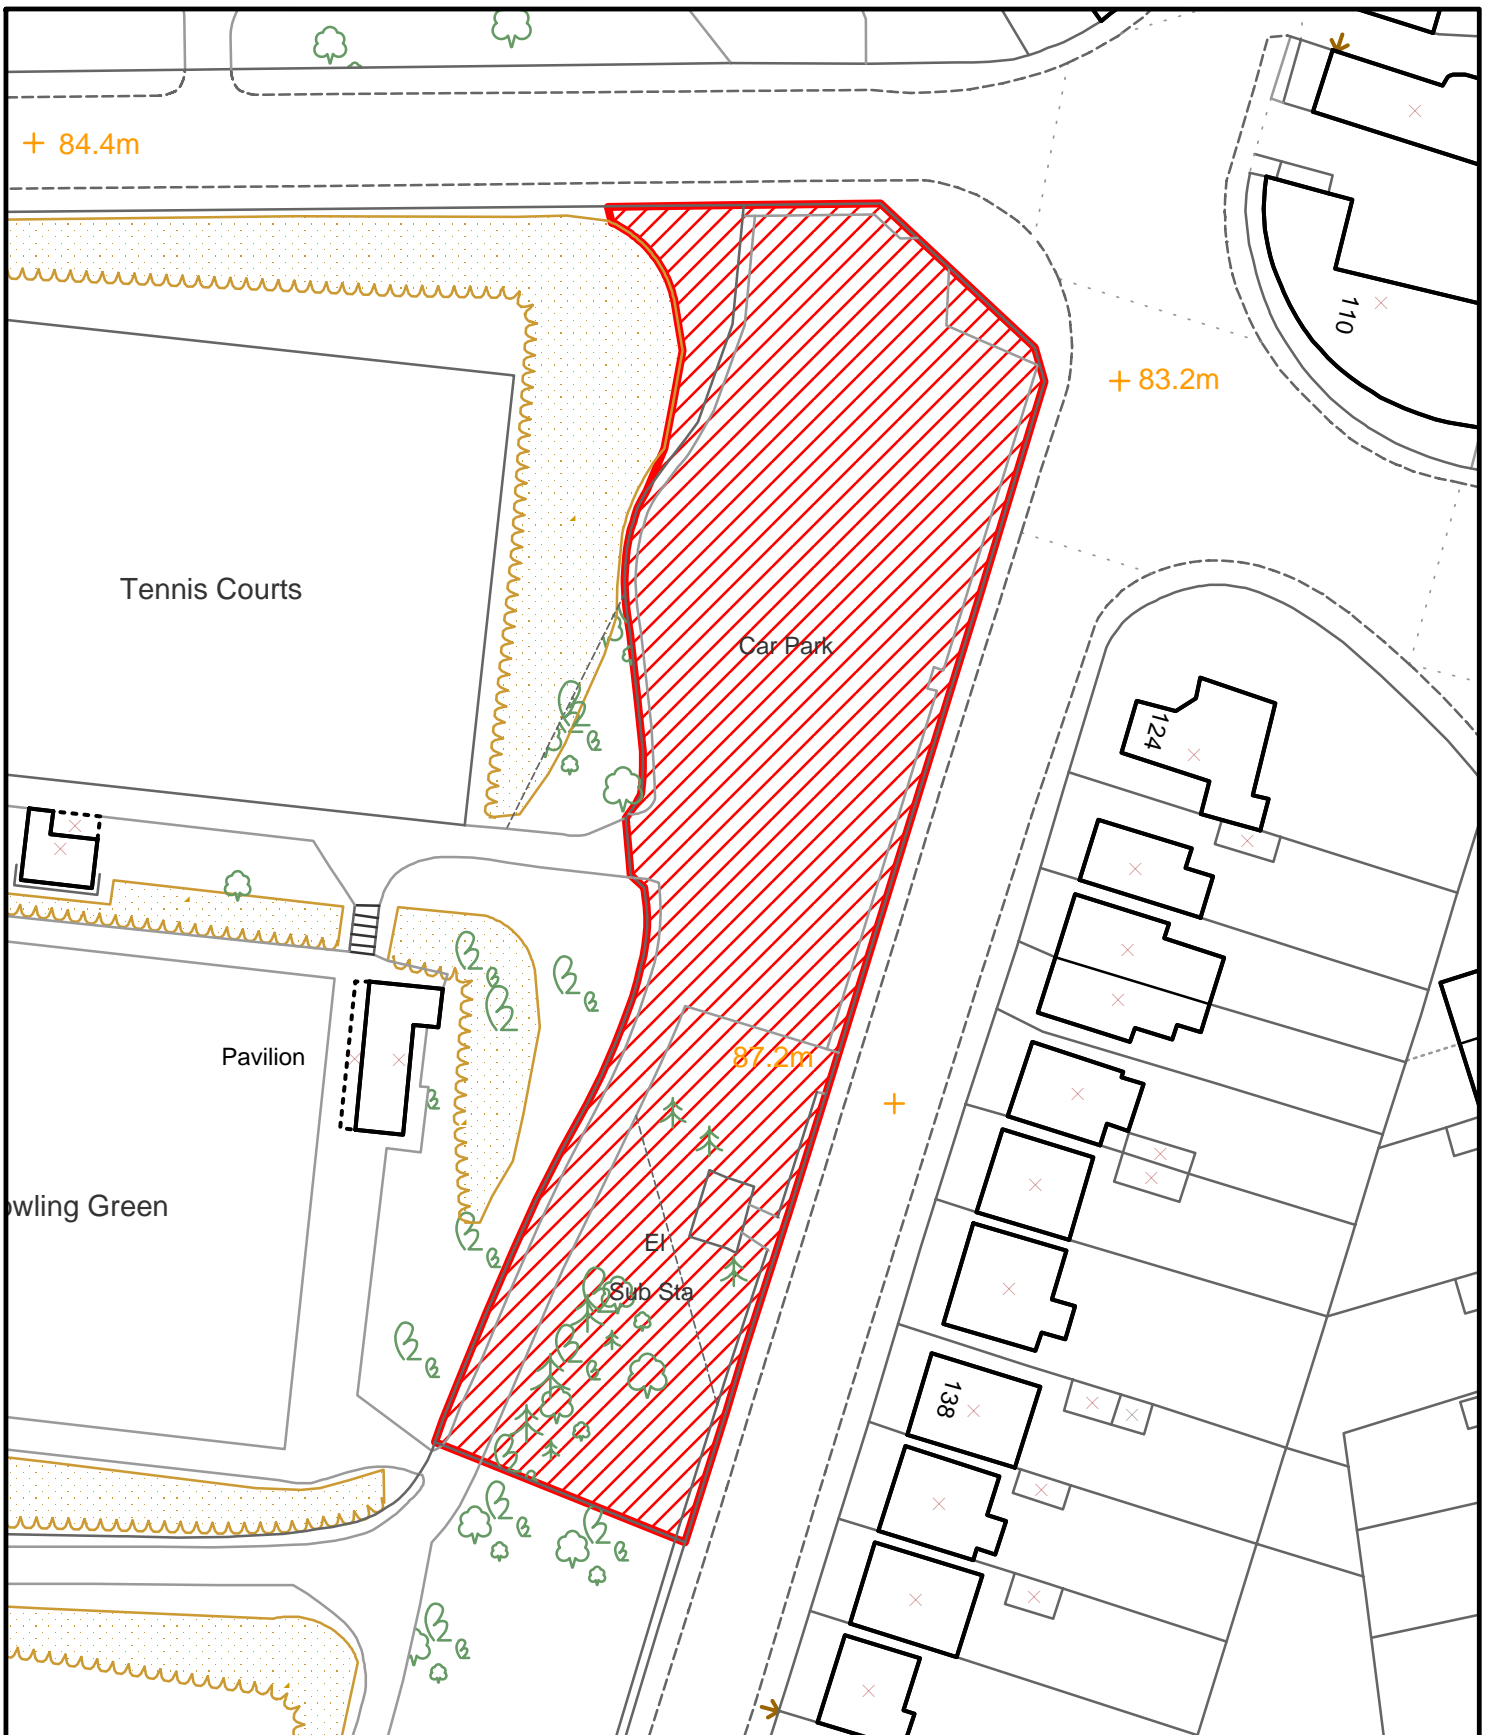 84.4m
110
83.2m
Tennis Courts
Car Park
124
Pavilion
87.2m
owling Green
El
Sub Sta
138